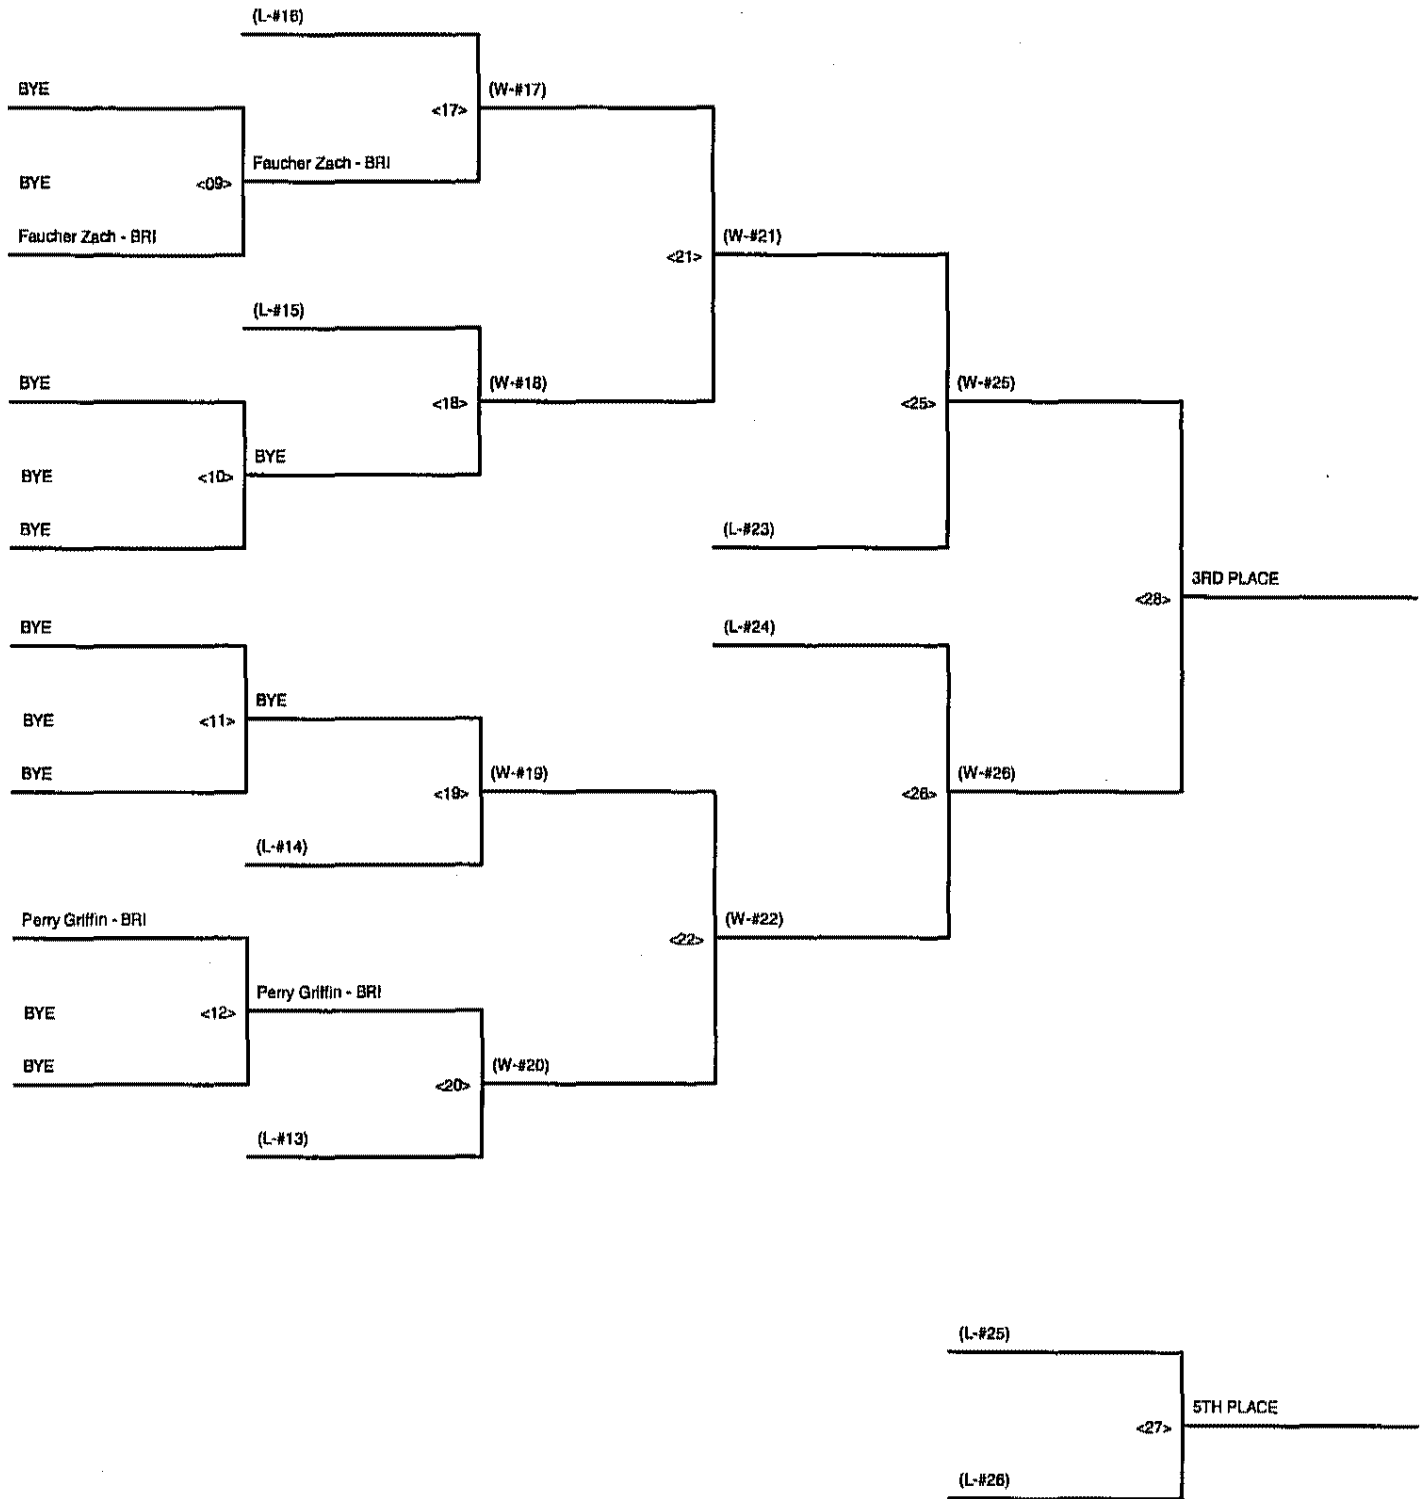 (L-#16)
BYE
(W-#17)
<17>
Faucher Zach - BRI
BYE
<09>
Faucher Zach - BRI
(W-#21)
<21>
(L-#15)
BYE
(W-#18)
(W-#25)
<18>
<25>
BYE
BYE
<10>
BYE
(L-#23)
3RD PLACE
<28>
BYE
(L-#24)
BYE
BYE
<11>
BYE
(W-#19)
(W-#26)
<19>
<26>
(L-#14)
Perry Griffin - BRI
(W-#22)
<22>
Perry Griffin - BRI
BYE
<12>
BYE
(W-#20)
<20>
(L-#13)
(L-#25)
5TH PLACE
<27>
(L-#26)